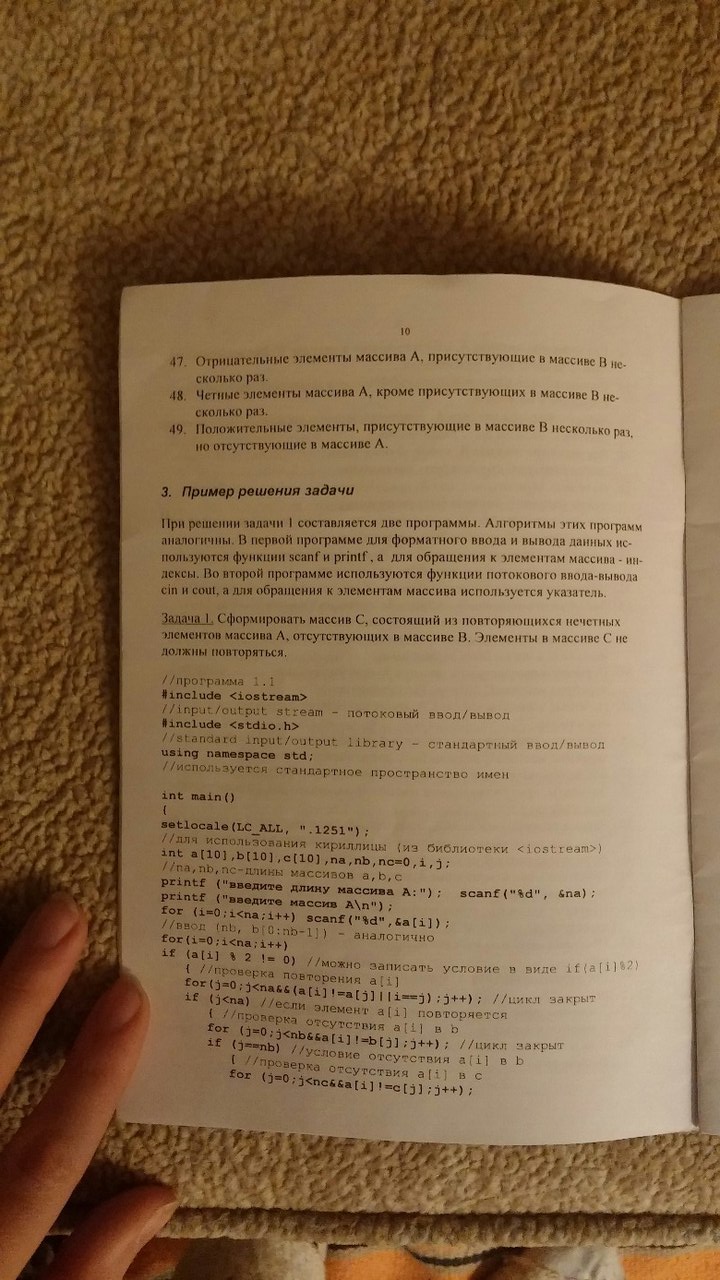 10
47. Отрицательные элементы массива А, присутствующие в массиве В не-
сколько раз.
48. Четные элементы массива А, кроме присутствующих в массиве В не-
сколько раз.
49. Положительные элементы, присутствующие в массиве В несколько раз,
но отсутствующие в массиве А.
3. Пример решения задачи
При решении задачи 1 составляется две программы. Алгоритмы этих программ
аналогичны. В первой программе для форматного ввода и вывода данных ис-
пользуются функции scanf и printf , а для обращения к элементам массива - ин-
дексы. Во второй программе используются функции потокового ввода-вывода
cin и cout, а для обращения к элементам массива используется указатель.
Задача 1. Сформировать массив С, состоящий из повторяющихся нечетных
элементов массива А, отсутствующих в массиве В. Элементы в массиве С не
должны повторяться.
//программа 1.1
#include <iostream>
//input/output stream - потоковый ввод/вывод
#include <stdio.h>
//standard input/output library - стандартный ввод/вывод
using namespace std;
//используется стандартное пространство имен
int main()
{
setlocale(LC_ALL, ".1251");
//для использования кириллицы (из библиотеки <iostream>)
int a[10],b[10],c[10],na,nb,nc=0,i,j;
//na,nb,nc-длины массивов a,b,c
printf ("введите длину массива А:"); scanf("%d", &na);
printf ("введите массив А\n");
for (i=0;i<na;i++) scanf("%d",&a[i]);
//ввод (nb, b[0:nb-1]) - аналогично
for(i=0;i<na;i++)
if (a[i] % 2 != 0) //можно записать условие в виде if(a[i]%2)
{ //проверка повторения a[i]
for(j=0;j<na&&(a[i]!=a[j]||i==j);j++); //цикл закрыт
if (j<na) //если элемент a[i] повторяется
{ //проверка отсутствия a[i] в b
for (j=0;j<nb&&a[i]!=b[j];j++); //цикл закрыт
if (j==nb) //условие отсутствия a[i] в b
{ //проверка отсутствия a[i] в c
for (j=0;j<nc&&a[i]!=c[j];j++);